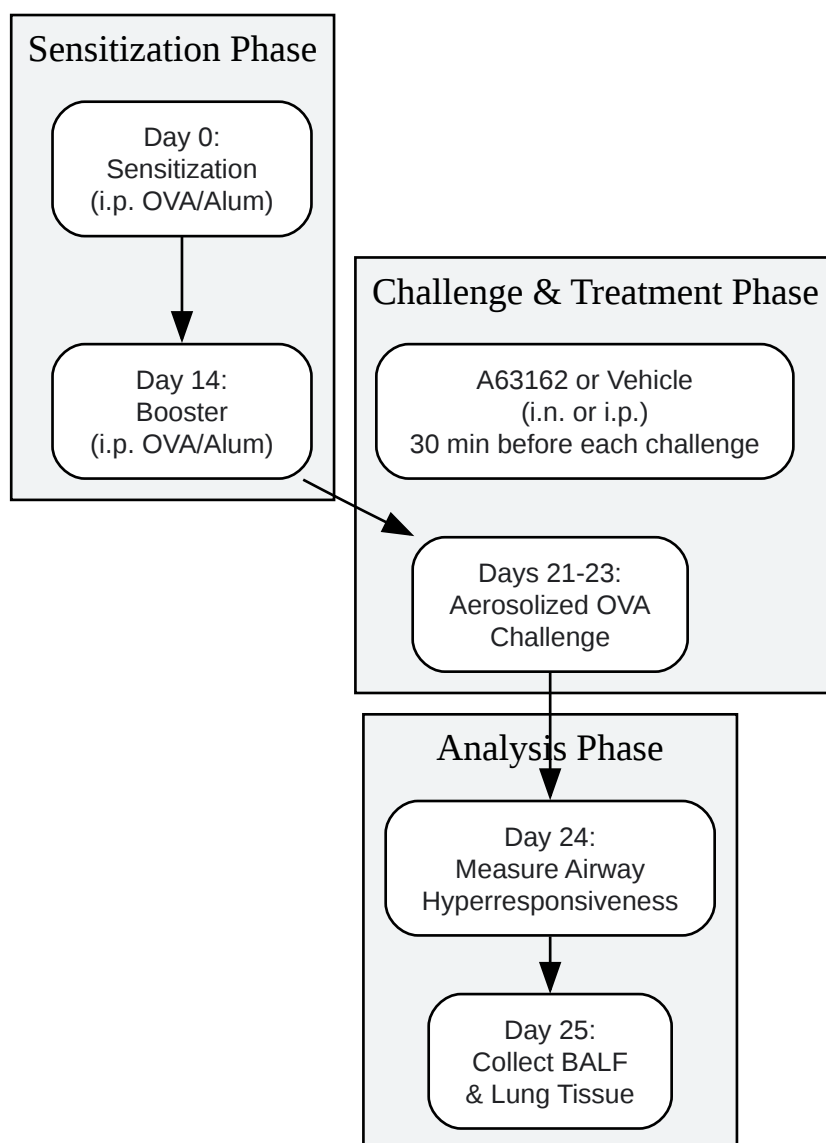 Sensitization Phase
Day 0:
Sensitization
(i.p. OVA/Alum)
Day 14:
Booster
(i.p. OVA/Alum)
Challenge & Treatment Phase
A63162 or Vehicle
(i.n. or i.p.)
30 min before each challenge
Days 21-23:
Aerosolized OVA
Challenge
Analysis Phase
Day 24:
Measure Airway
Hyperresponsiveness
Day 25:
Collect BALF
& Lung Tissue